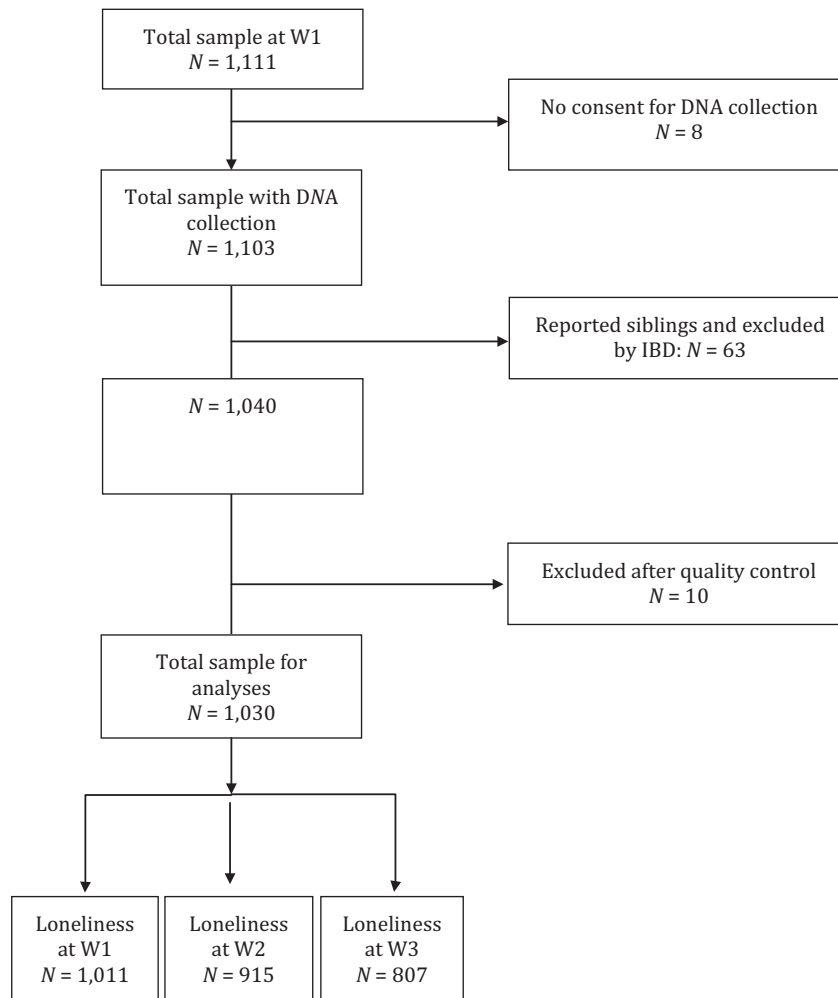 Total sample at W1
N = 1,111
No consent for DNA collection
N = 8
Total sample with DNA
collection
N = 1,103
Reported siblings and excluded
by IBD: N = 63
N = 1,040
Excluded after quality control
N = 10
Total sample for
analyses
N = 1,030
Loneliness
at W1
N = 1,011
Loneliness
at W2
N = 915
Loneliness
at W3
N = 807